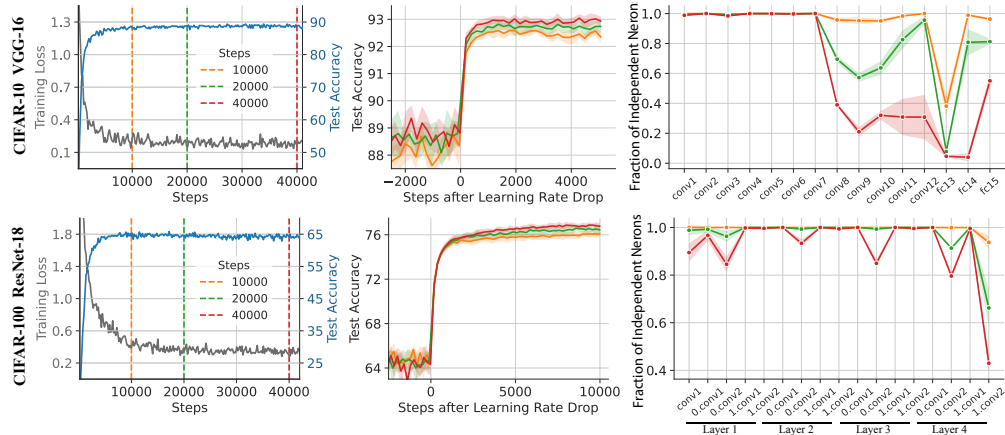 CIFAR-10 VGG-16
Training Loss
1.3
1.0
0.7
0.4
0.1
Steps
10000
20000
40000
90
80
70
60
50
Test Accuracy
10000 20000 30000 40000
Steps
Test Accuracy
93
92
91
90
89
88
−2000 0 2000 4000
Steps after Learning Rate Drop
Fraction of Independent Nerons
1.0
0.8
0.6
0.4
0.2
0.0
conv1 conv2 conv3 conv4 conv5 conv6 conv7 conv8 conv9 conv10 conv11 conv12 fc13 fc14 fc15
CIFAR-100 ResNet-18
Training Loss
1.8
1.4
1.0
0.6
0.2
Steps
10000
20000
40000
65
55
45
35
25
Test Accuracy
10000 20000 30000 40000
Steps
Test Accuracy
76
72
68
64
0 5000 10000
Steps after Learning Rate Drop
Fraction of Independent Nerons
1.0
0.8
0.6
0.4
conv1 0.conv1 0.conv2 1.conv1 1.conv2 0.conv1 0.conv2 1.conv1 1.conv2 0.conv1 0.conv2 1.conv1 1.conv2 0.conv1 0.conv2 1.conv1 1.conv2
Layer 1 Layer 2 Layer 3 Layer 4